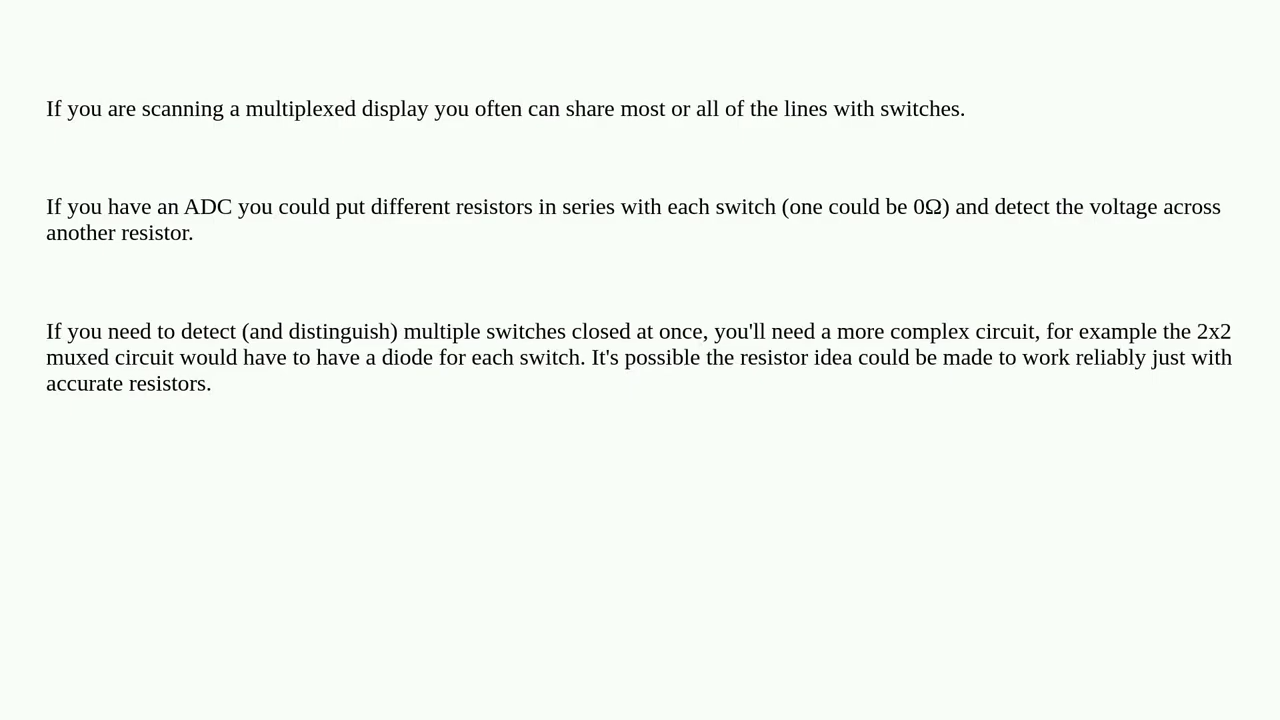 If you are scanning a multiplexed display you often can share most or all of the lines with switches.
If you have an ADC you could put different resistors in series with each switch (one could be 0Ω) and detect the voltage across
another resistor.
If you need to detect (and distinguish) multiple switches closed at once, you'll need a more complex circuit, for example the 2x2
muxed circuit would have to have a diode for each switch. It's possible the resistor idea could be made to work reliably just with
accurate resistors.